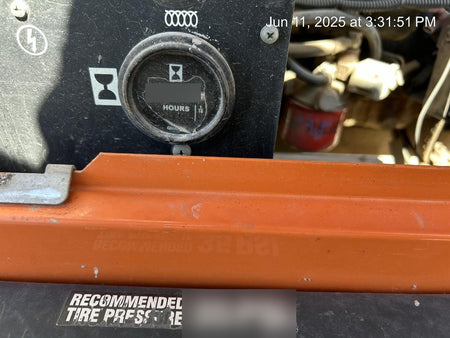 Jun 11, 2025 at 3:31:51 PM
HOURS
RECOMMENDED
TIRE PRESSURE